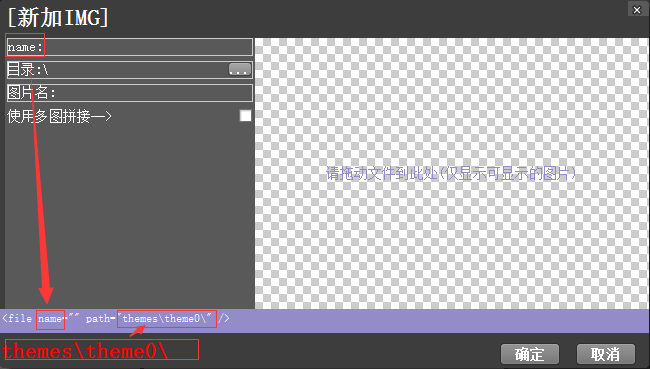 [新加IMG]
name:
目录:\
...
图片名:
使用多图拼接—>
请拖动文件到此处(仅显示可显示的图片)
<file name="" path="themes\theme0\" />
themes\theme0\
确定
取消